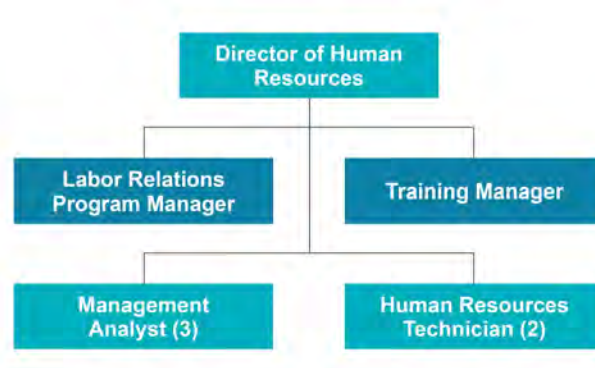 Director of Human
Resources
Labor Relations
Program Manager
Training Manager
Management
Analyst (3)
Human Resources
Technician (2)